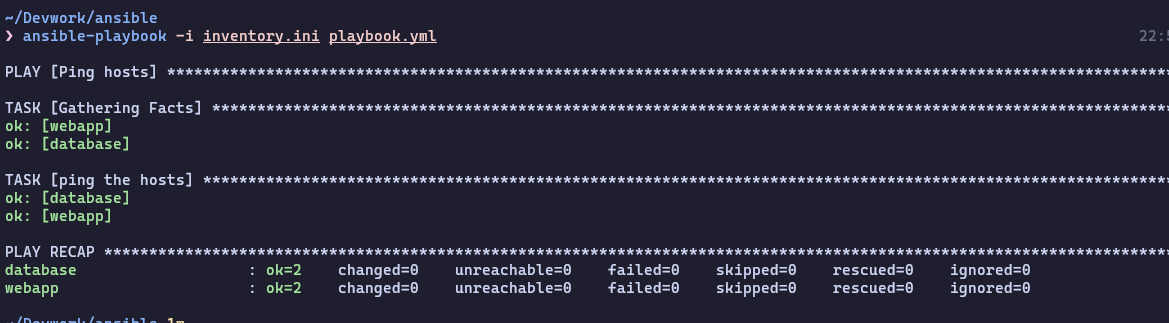 ~/Devwork/ansible
❯ ansible-playbook -i inventory.ini playbook.yml 22:5
PLAY [Ping hosts] ***************************************************************************************************************
TASK [Gathering Facts] **********************************************************************************************************
ok: [webapp]
ok: [database]
TASK [ping the hosts] ***********************************************************************************************************
ok: [database]
ok: [webapp]
PLAY RECAP **********************************************************************************************************************
database : ok=2 changed=0 unreachable=0 failed=0 skipped=0 rescued=0 ignored=0
webapp : ok=2 changed=0 unreachable=0 failed=0 skipped=0 rescued=0 ignored=0
~/Devwork/ansible 1m